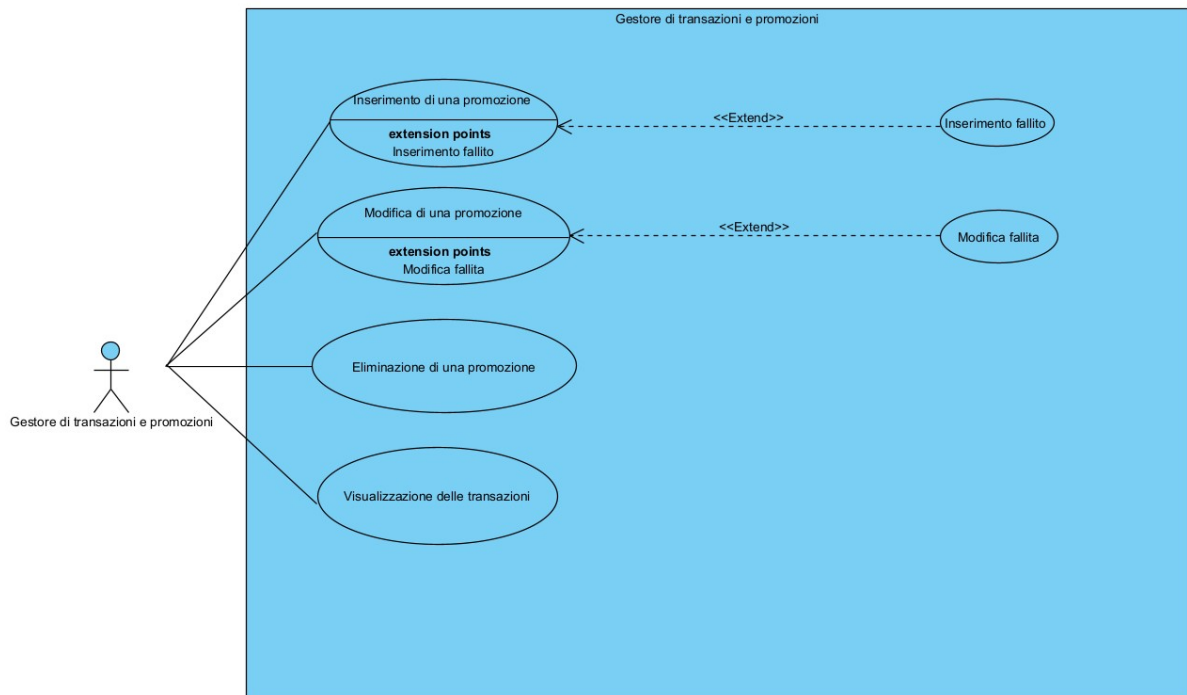 Gestore di transazioni e promozioni
Inserimento di una promozione
extension points
Inserimento fallito
<<Extend>>
Inserimento fallito
Modifica di una promozione
extension points
Modifica fallita
<<Extend>>
Modifica fallita
Eliminazione di una promozione
Gestore di transazioni e promozioni
Visualizzazione delle transazioni